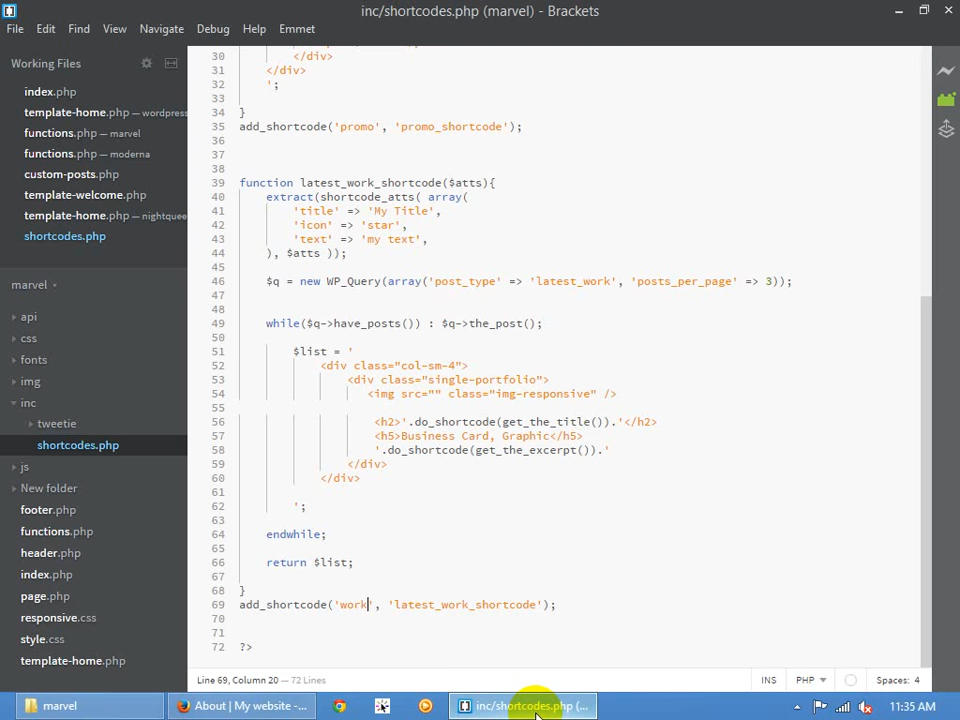 inc/shortcodes.php (marvel) - Brackets
File Edit Find View Navigate Debug Help Emmet
Working Files
index.php
template-home.php — wordpress
functions.php — marvel
functions.php — moderna
custom-posts.php
template-welcome.php
template-home.php — nightquee
shortcodes.php
marvel
api
css
fonts
img
inc
tweetie
shortcodes.php
js
New folder
footer.php
functions.php
header.php
index.php
page.php
responsive.css
style.css
template-home.php
30 </div>
31 </div>
32 ';
33
34 }
35 add_shortcode('promo', 'promo_shortcode');
36
37
38
39 function latest_work_shortcode($atts){
40 extract(shortcode_atts( array(
41 'title' => 'My Title',
42 'icon' => 'star',
43 'text' => 'my text',
44 ), $atts ));
45
46 $q = new WP_Query(array('post_type' => 'latest_work', 'posts_per_page' => 3));
47
48
49 while($q->have_posts()) : $q->the_post();
50
51 $list = '
52 <div class="col-sm-4">
53 <div class="single-portfolio">
54 <img src="" class="img-responsive" />
55
56 <h2>'.do_shortcode(get_the_title()).'</h2>
57 <h5>Business Card, Graphic</h5>
58 '.do_shortcode(get_the_excerpt()).'
59 </div>
60 </div>
61
62 ';
63
64 endwhile;
65
66 return $list;
67
68 }
69 add_shortcode('work', 'latest_work_shortcode');
70
71
72 ?>
Line 69, Column 20 — 72 Lines
INS PHP Spaces: 4
marvel
About | My website -...
inc/shortcodes.php (...
11:35 AM